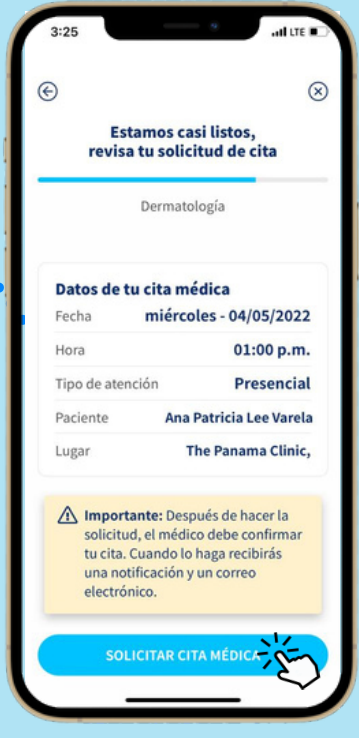 3:25 LTE
Estamos casi listos,
revisa tu solicitud de cita
Dermatología
Datos de tu cita médica
Fecha miércoles - 04/05/2022
Hora 01:00 p.m.
Tipo de atención Presencial
Paciente Ana Patricia Lee Varela
Lugar The Panama Clinic,
Importante: Después de hacer la
solicitud, el médico debe confirmar
tu cita. Cuando lo haga recibirás
una notificación y un correo
electrónico.
SOLICITAR CITA MÉDICA